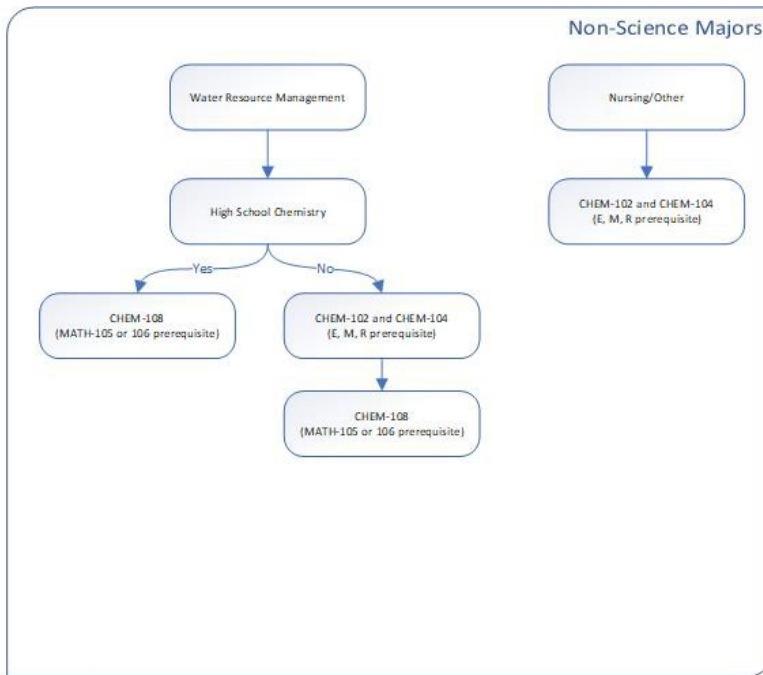 Non-Science Majors
Water Resource Management
Nursing/Other
High School Chemistry
CHEM-102 and CHEM-104
(E, M, R prerequisite)
Yes
No
CHEM-108
(MATH-105 or 106 prerequisite)
CHEM-102 and CHEM-104
(E, M, R prerequisite)
CHEM-108
(MATH-105 or 106 prerequisite)